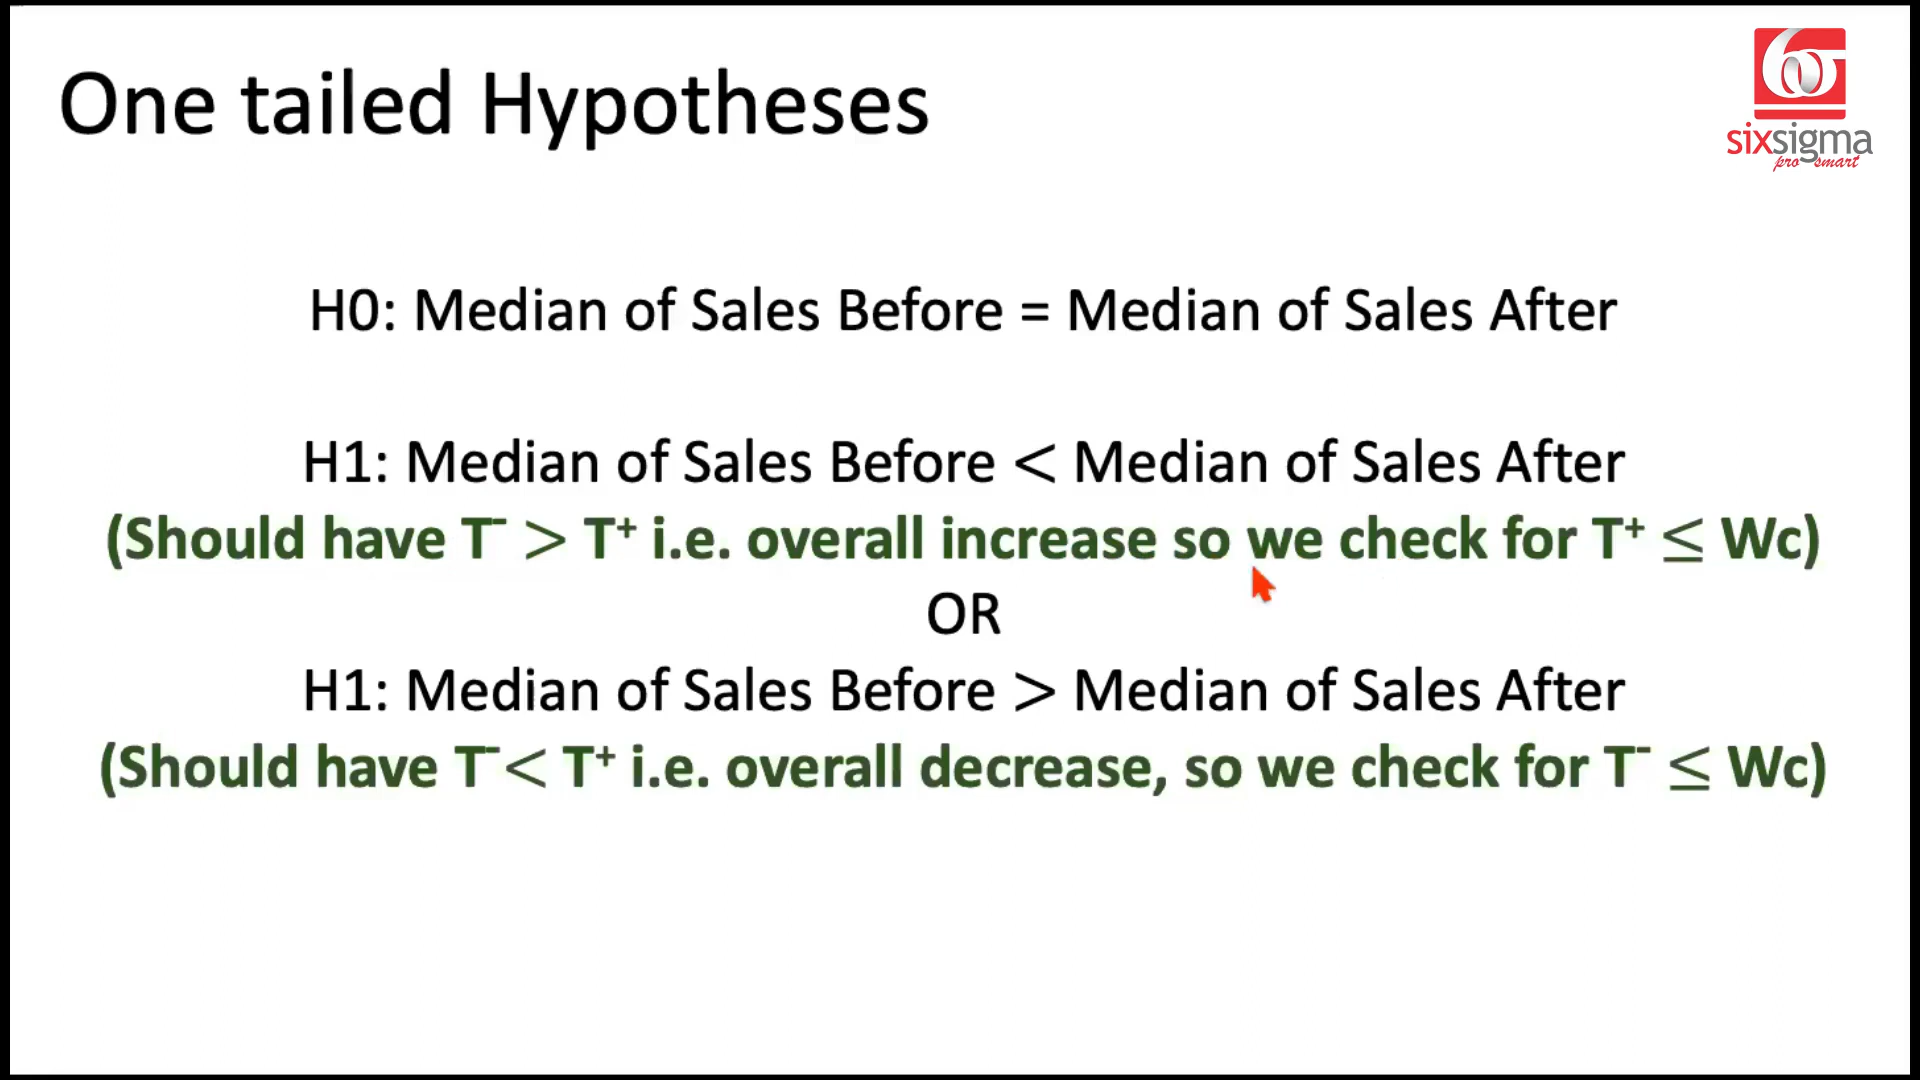 One tailed Hypotheses
6σ
sixsigma
pro smart
H0: Median of Sales Before = Median of Sales After
H1: Median of Sales Before < Median of Sales After
(Should have T⁻ > T⁺ i.e. overall increase so we check for T⁺ ≤ Wc)
OR
H1: Median of Sales Before > Median of Sales After
(Should have T⁻ < T⁺ i.e. overall decrease, so we check for T⁻ ≤ Wc)